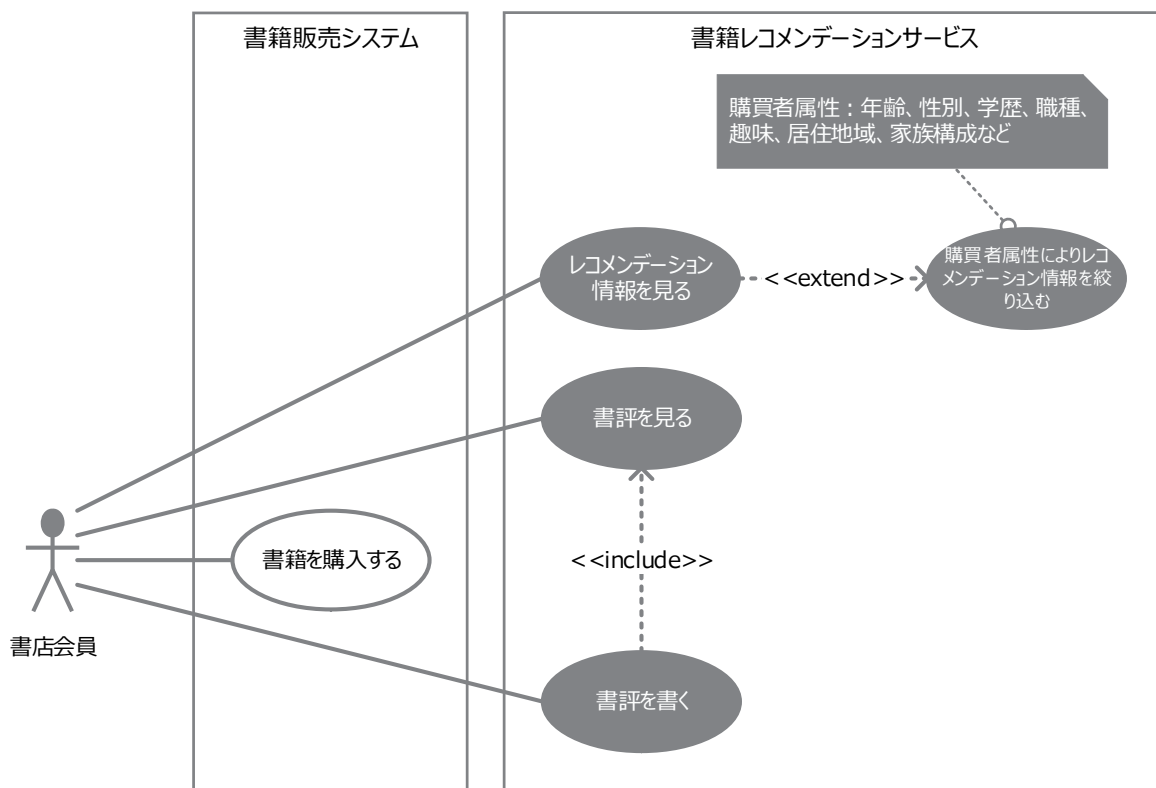 書籍販売システム
書籍レコメンデーションサービス
購買者属性：年齢、性別、学歴、職種、
趣味、居住地域、家族構成など
レコメンデーション
情報を見る
<<extend>>
購買者属性によりレコ
メンデーション情報を絞
り込む
書評を見る
書籍を購入する
<<include>>
書店会員
書評を書く